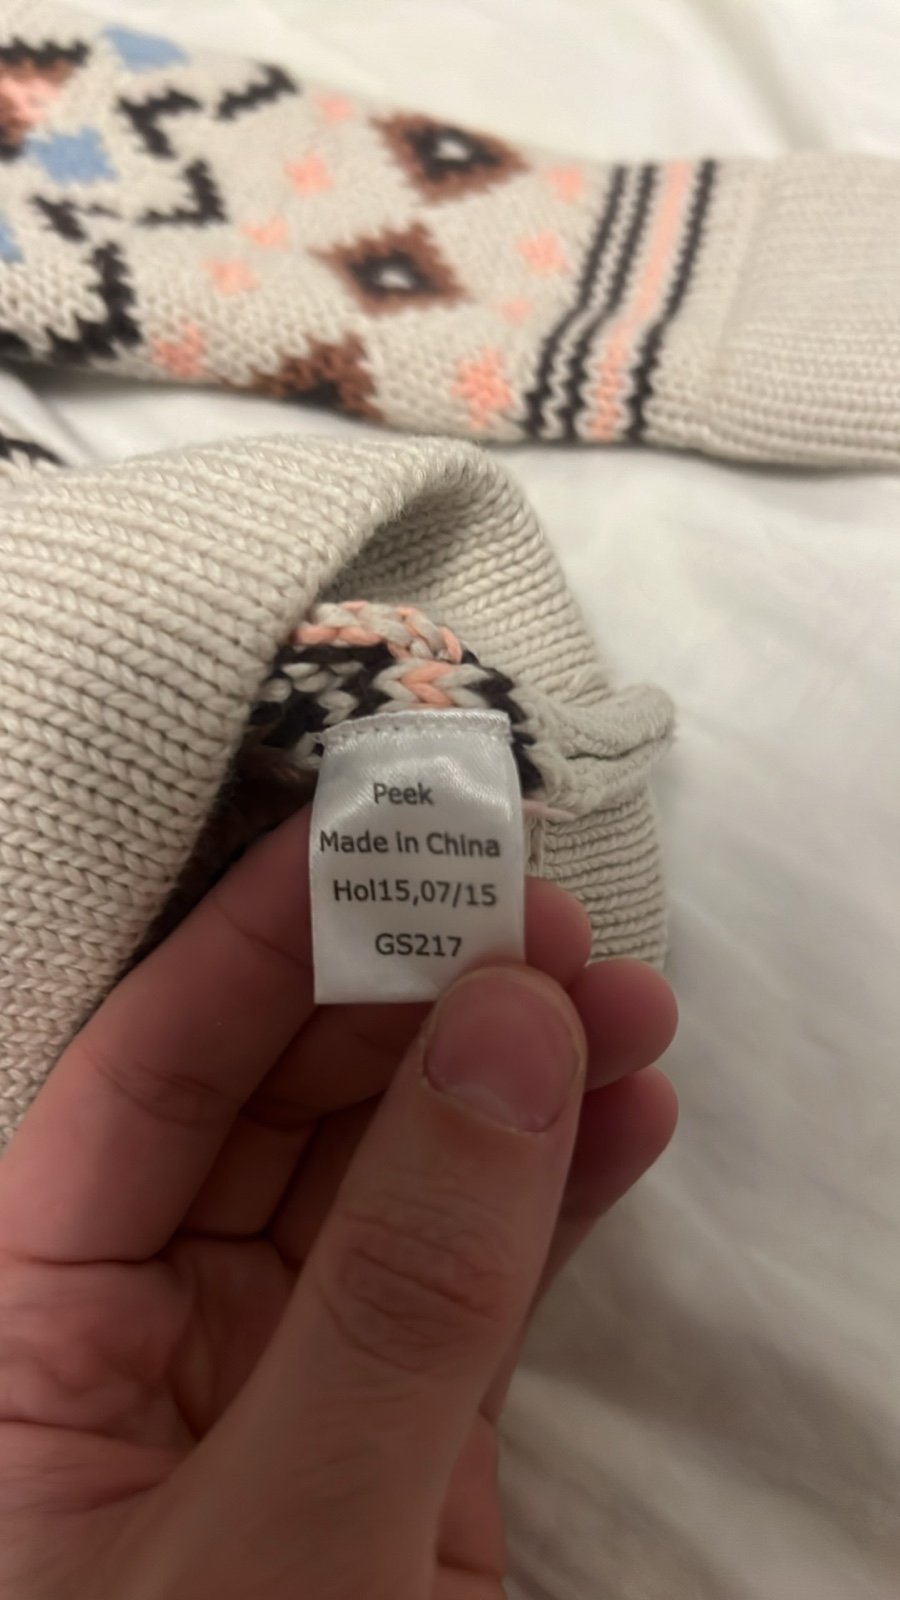 Peek
Made in China
Hol15,07/15
GS217